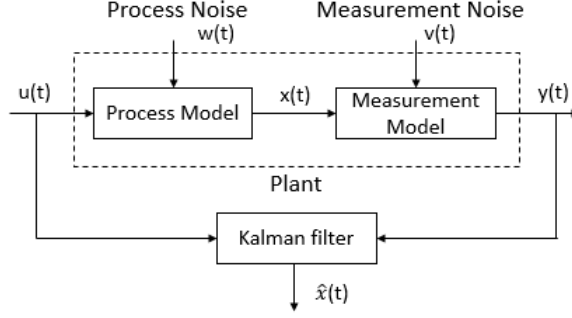 Process Noise
Measurement Noise
w(t)
v(t)
u(t)
Process Model
x(t)
Measurement
Model
y(t)
Plant
Kalman filter
x̂(t)